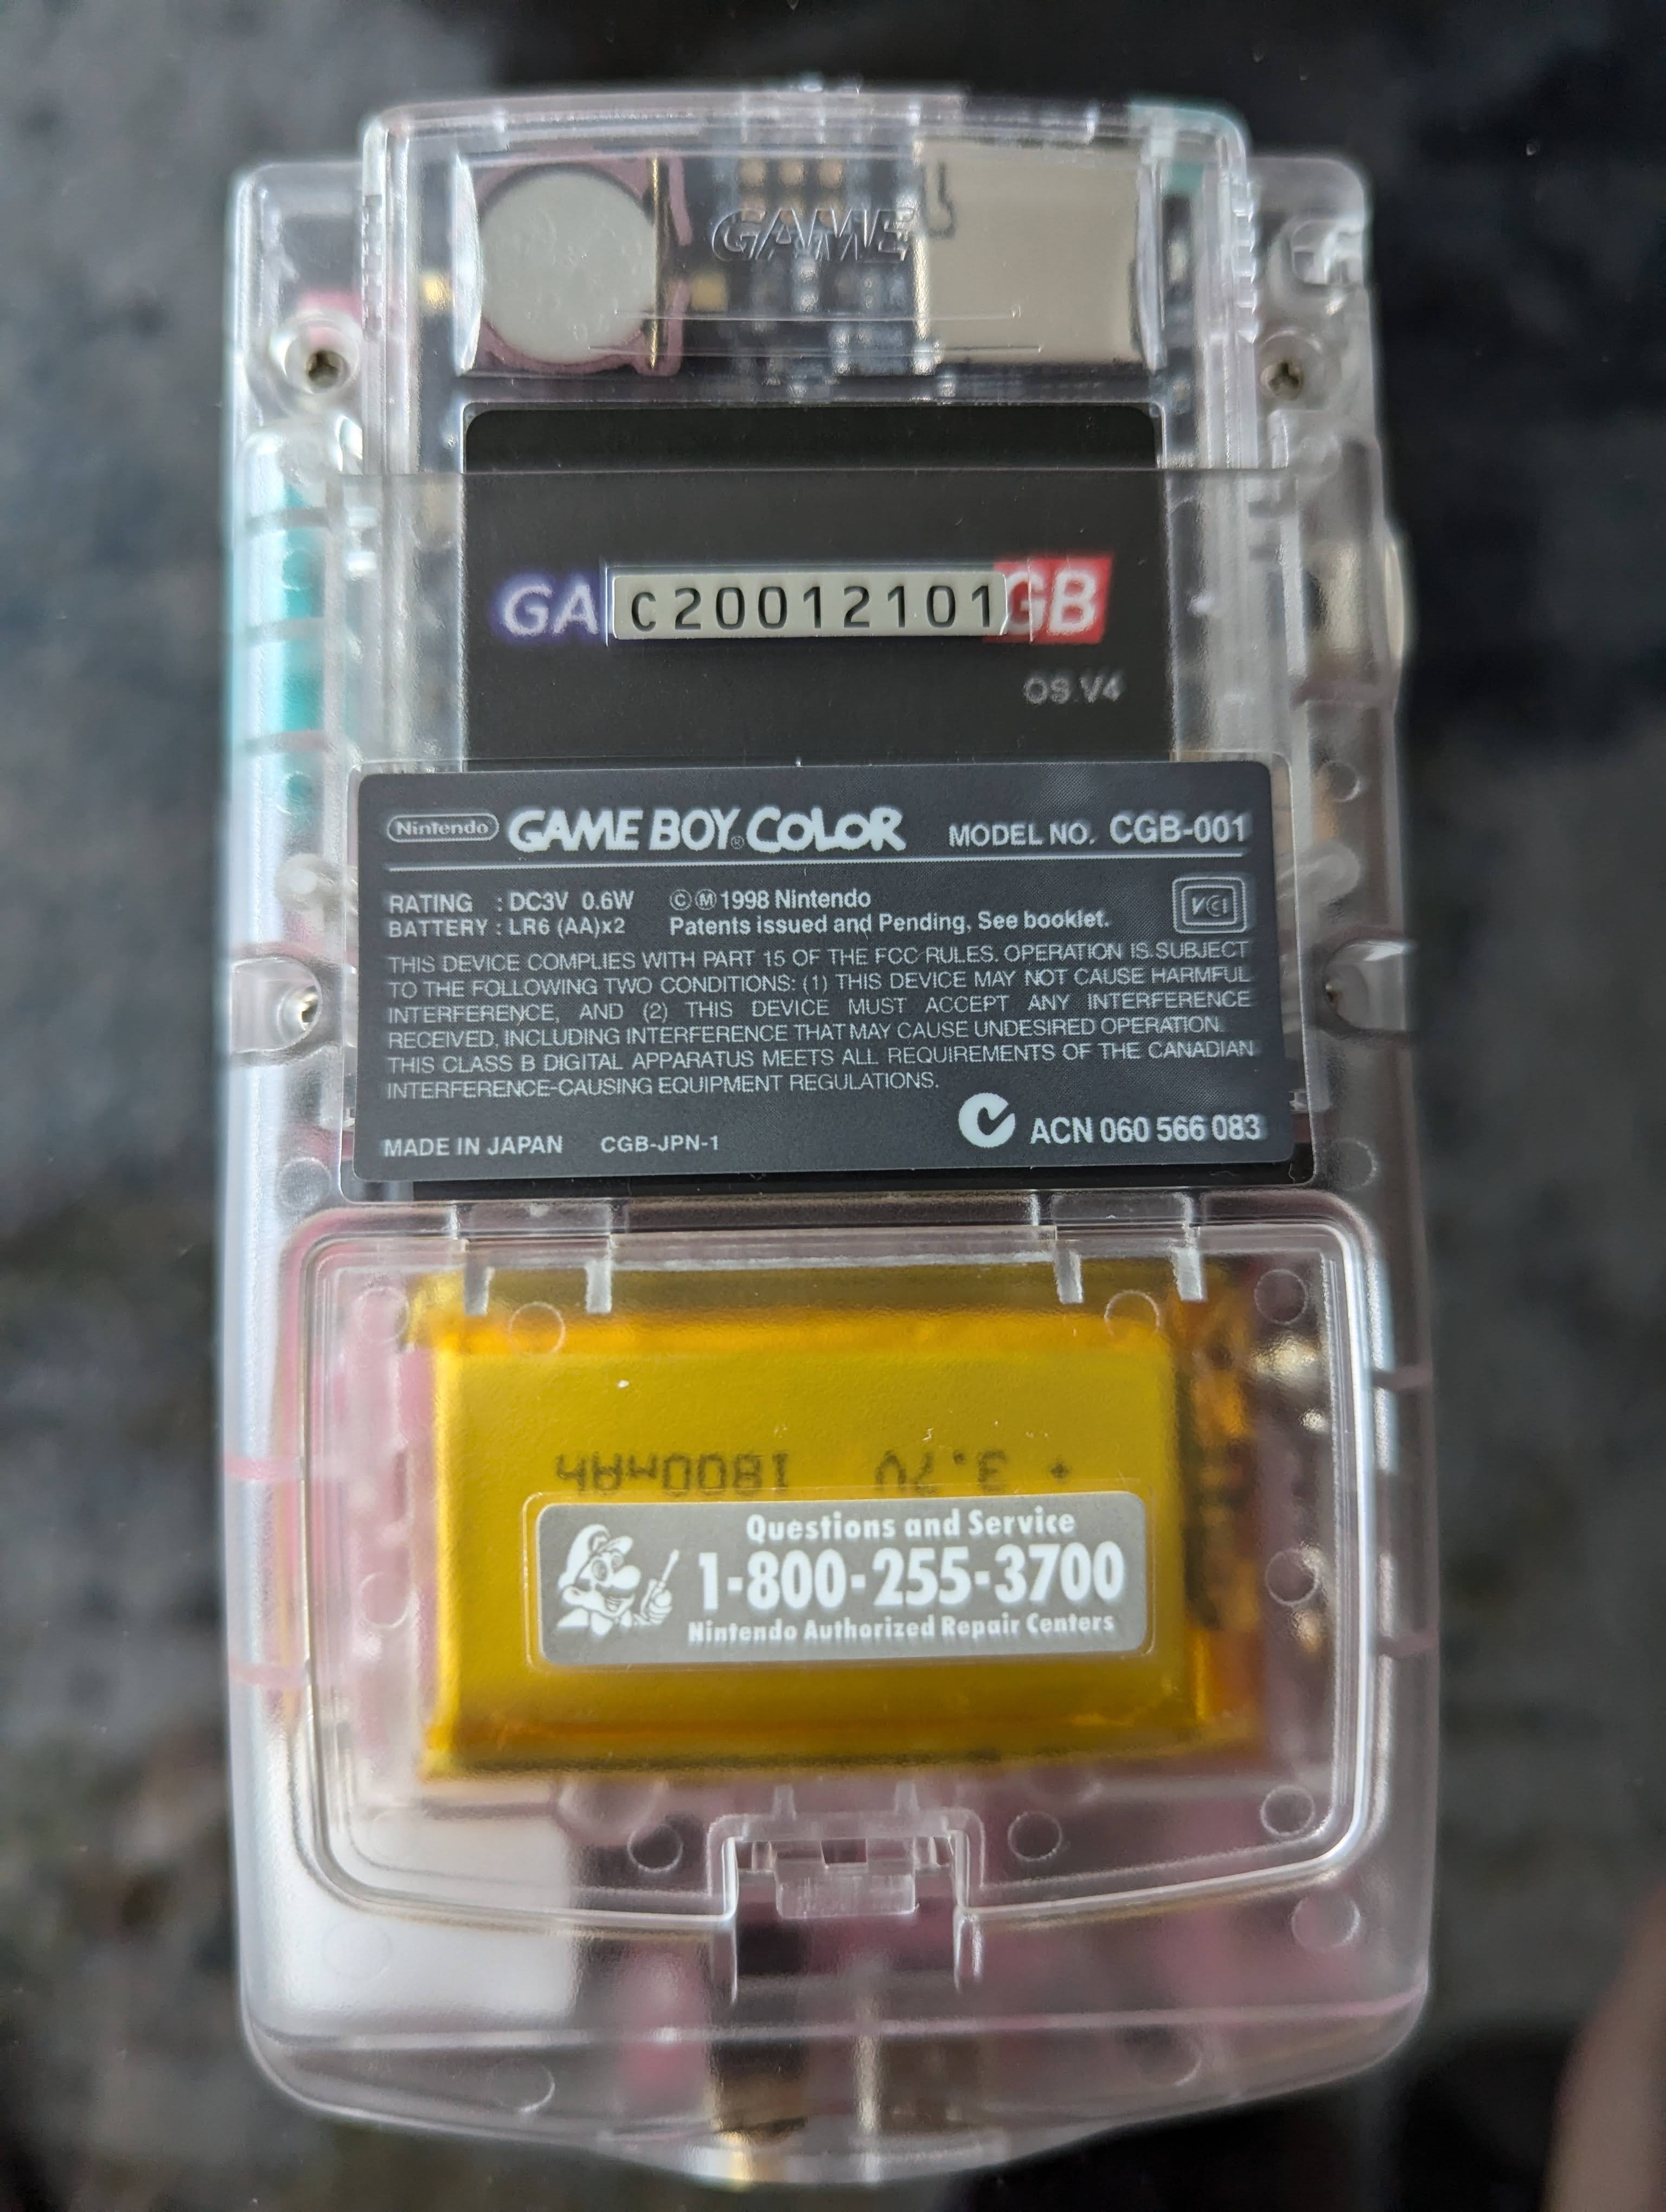 GAME
GA C20012101 GB
OS V4
Nintendo GAME BOY® COLOR MODEL NO. CGB-001
RATING : DC3V 0.6W ©Ⓜ1998 Nintendo
BATTERY : LR6 (AA)x2 Patents issued and Pending, See booklet.
VCI
THIS DEVICE COMPLIES WITH PART 15 OF THE FCC RULES. OPERATION IS SUBJECT
TO THE FOLLOWING TWO CONDITIONS: (1) THIS DEVICE MAY NOT CAUSE HARMFUL
INTERFERENCE, AND (2) THIS DEVICE MUST ACCEPT ANY INTERFERENCE
RECEIVED, INCLUDING INTERFERENCE THAT MAY CAUSE UNDESIRED OPERATION.
THIS CLASS B DIGITAL APPARATUS MEETS ALL REQUIREMENTS OF THE CANADIAN
INTERFERENCE-CAUSING EQUIPMENT REGULATIONS.
MADE IN JAPAN CGB-JPN-1 ACN 060 566 083
+ 3.7V 1800mAh
Questions and Service
1-800-255-3700
Nintendo Authorized Repair Centers